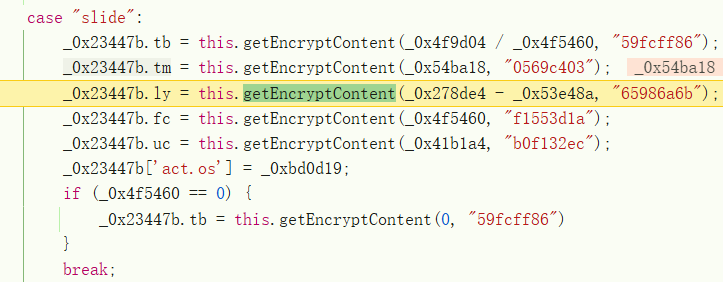 case "slide":
_0x23447b.tb = this.getEncryptContent(_0x4f9d04 / _0x4f5460, "59fcff86");
_0x23447b.tm = this.getEncryptContent(_0x54ba18, "0569c403"); _0x54ba18
_0x23447b.ly = this.getEncryptContent(_0x278de4 - _0x53e48a, "65986a6b");
_0x23447b.fc = this.getEncryptContent(_0x4f5460, "f1553d1a");
_0x23447b.uc = this.getEncryptContent(_0x41b1a4, "b0f132ec");
_0x23447b['act.os'] = _0xbd0d19;
if (_0x4f5460 == 0) {
_0x23447b.tb = this.getEncryptContent(0, "59fcff86")
}
break;